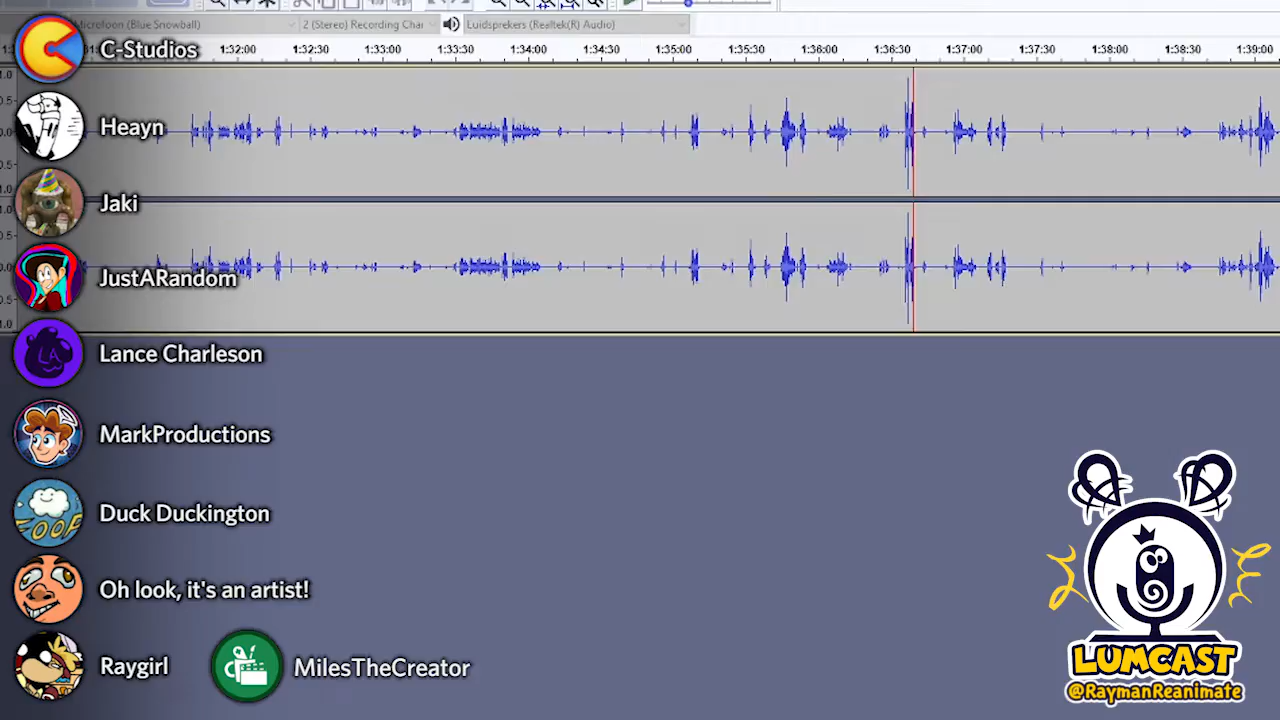 Microfoon (Blue Snowball)
2 (Stereo) Recording Char
Luidsprekers (Realtek(R) Audio)
1:32:00 1:32:30 1:33:00 1:33:30 1:34:00 1:34:30 1:35:00 1:35:30 1:36:00 1:36:30 1:37:00 1:37:30 1:38:00 1:38:30 1:39:00
C-Studios
Heayn
Jaki
JustARandom
Lance Charleson
MarkProductions
Duck Duckington
Oh look, it's an artist!
Raygirl
MilesTheCreator
LUMCAST
@RaymanReanimate